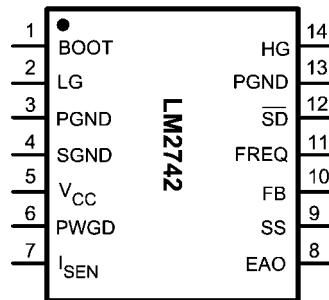 1 BOOT HG 14
2 LG PGND 13
3 PGND S̅D̅ 12
4 SGND FREQ 11
5 VCC FB 10
6 PWGD SS 9
7 ISEN EAO 8
LM2742